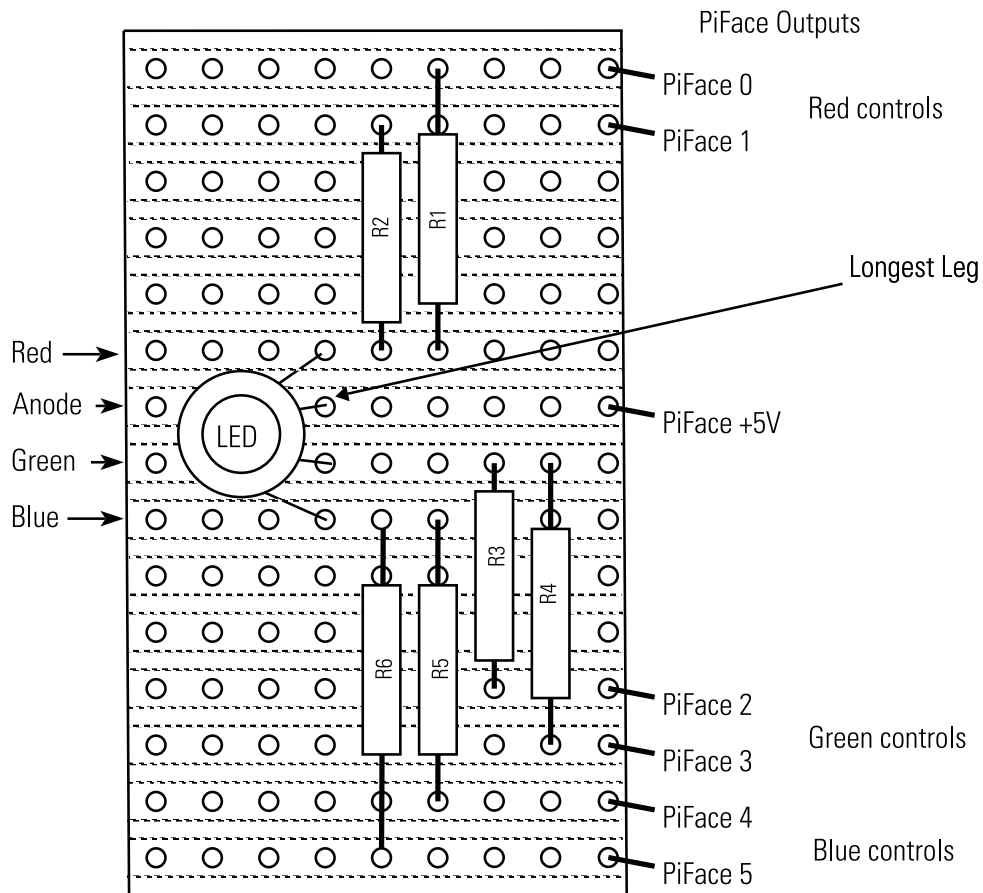 PiFace Outputs
PiFace 0
Red controls
PiFace 1
R2
R1
Longest Leg
Red
Anode
PiFace +5V
LED
Green
Blue
R3
R4
R6
R5
PiFace 2
Green controls
PiFace 3
PiFace 4
Blue controls
PiFace 5